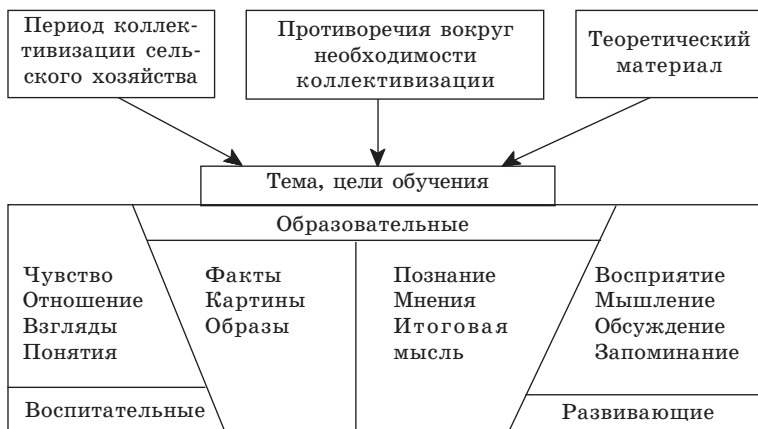 Период коллек-
тивизации сель-
ского хозяйства
Противоречия вокруг
необходимости
коллективизации
Теоретический
материал
Тема, цели обучения
Образовательные
Чувство
Отношение
Взгляды
Понятия
Факты
Картины
Образы
Познание
Мнения
Итоговая
мысль
Восприятие
Мышление
Обсуждение
Запоминание
Воспитательные
Развивающие